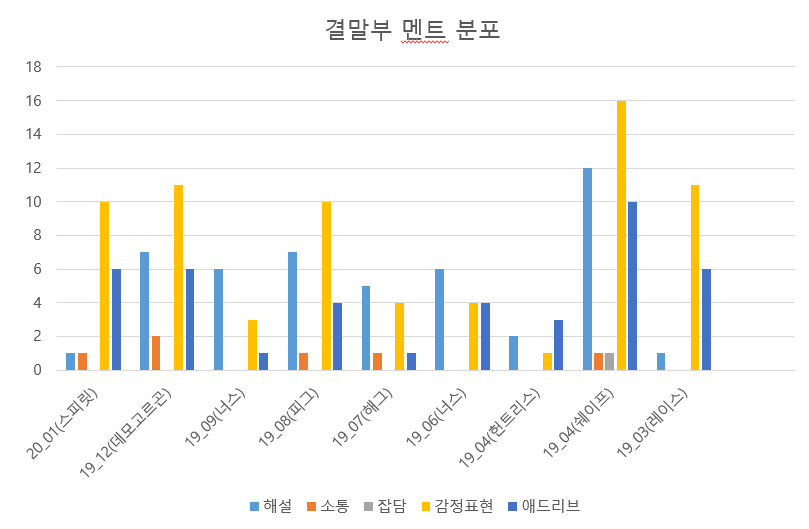 결말부 멘트 분포
18
16
14
12
10
8
6
4
2
0
20_01(스피릿)
19_12(데모고르곤)
19_09(너스)
19_08(피그)
19_07(해그)
19_06(너스)
19_04(헌트리스)
19_04(쉐이프)
19_03(레이스)
해설 소통 잡담 감정표현 애드리브